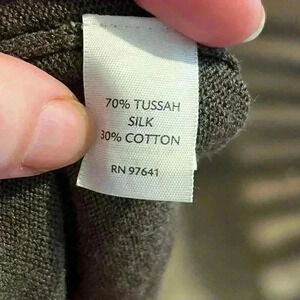 70% TUSSAH
SILK
30% COTTON
RN 97641